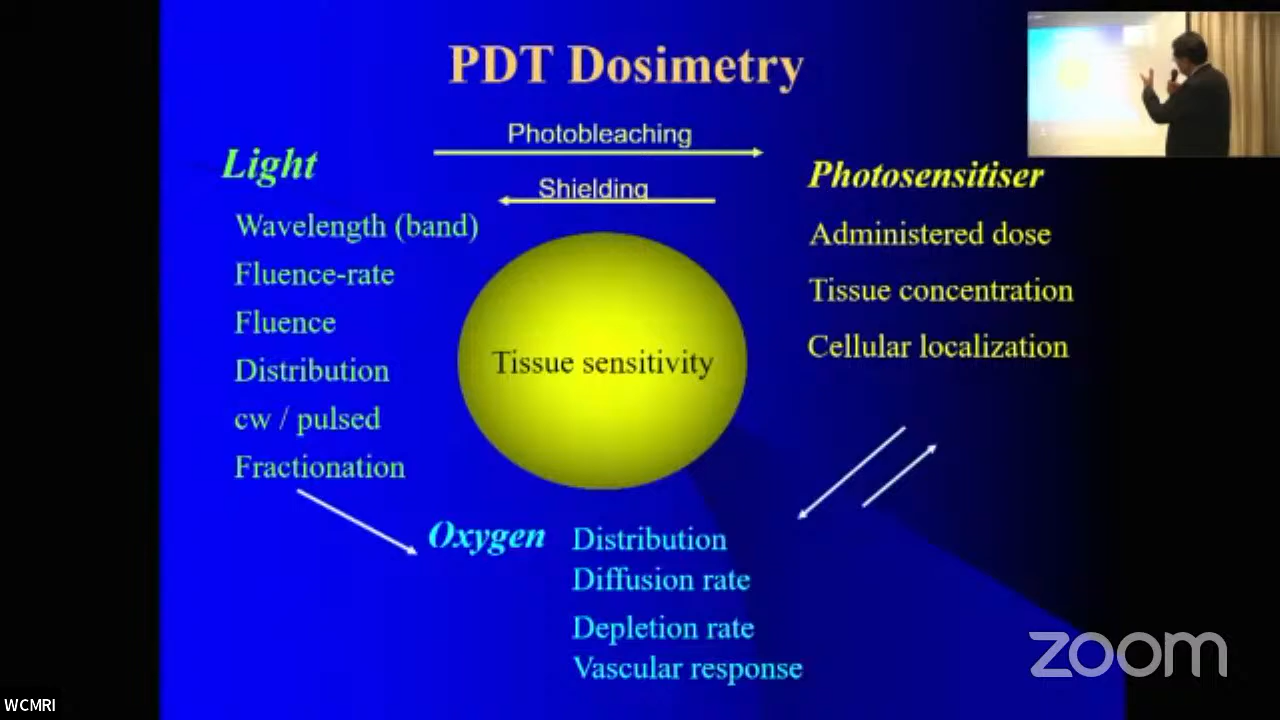 PDT Dosimetry
Photobleaching
Shielding
Light
Wavelength (band)
Fluence-rate
Fluence
Distribution
cw / pulsed
Fractionation
Photosensitiser
Administered dose
Tissue concentration
Cellular localization
Tissue sensitivity
Oxygen
Distribution
Diffusion rate
Depletion rate
Vascular response
zoom
WCMRI